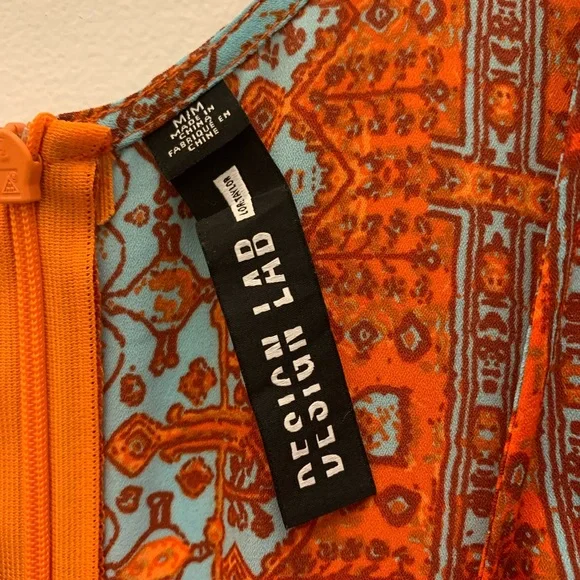 M/M
MADE IN
CHINA
FABRIQUÉ EN
CHINE
LORD&TAYLOR
DESIGN LAB
DESIGN LAB